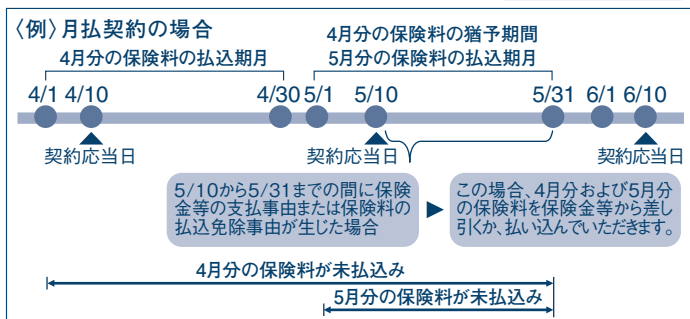 〈例〉月払契約の場合
4月分の保険料の猶予期間
4月分の保険料の払込期月
5月分の保険料の払込期月
4/1 4/10 4/30 5/1 5/10 5/31 6/1 6/10
契約応当日 契約応当日 契約応当日
5/10から5/31までの間に保険
金等の支払事由または保険料の
払込免除事由が生じた場合
この場合、4月分および5月分
の保険料を保険金等から差し
引くか、払い込んでいただきます。
4月分の保険料が未払込み
5月分の保険料が未払込み